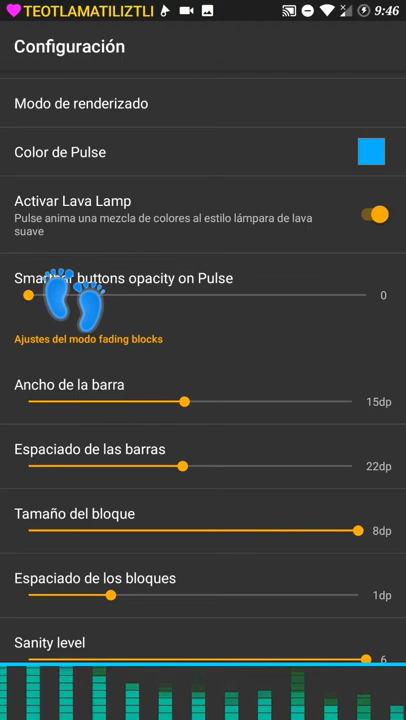 TEOTLAMATILIZTLI
9:46
Configuración
Modo de renderizado
Color de Pulse
Activar Lava Lamp
Pulse anima una mezcla de colores al estilo lámpara de lava
suave
buttons opacity on Pulse
0
Ajustes del modo fading blocks
Ancho de la barra
15dp
Espaciado de las barras
22dp
Tamaño del bloque
8dp
Espaciado de los bloques
1dp
Sanity level
6